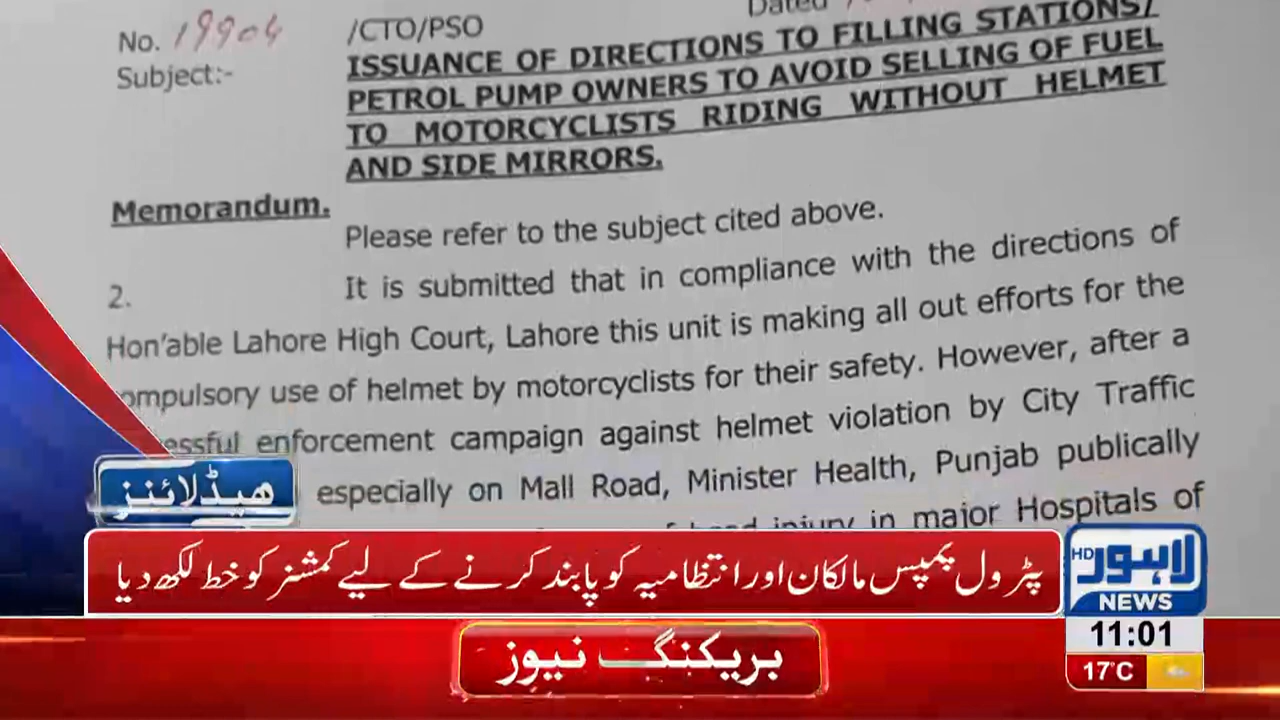 Dated
No. 19904 /CTO/PSO
Subject:- ISSUANCE OF DIRECTIONS TO FILLING STATIONS/
PETROL PUMP OWNERS TO AVOID SELLING OF FUEL
TO MOTORCYCLISTS RIDING WITHOUT HELMET
AND SIDE MIRRORS.
Memorandum.
Please refer to the subject cited above.
2. It is submitted that in compliance with the directions of
Hon'able Lahore High Court, Lahore this unit is making all out efforts for the
ompulsory use of helmet by motorcyclists for their safety. However, after a
essful enforcement campaign against helmet violation by City Traffic
especially on Mall Road, Minister Health, Punjab publically
injury in major Hospitals of
ہیڈلائنز
پٹرول پمپس مالکان اور انتظامیہ کو پابند کرنے کے لیے کمشنر کو خط لکھ دیا
لاہور HD
NEWS
11:01
17°C
بریکنگ نیوز